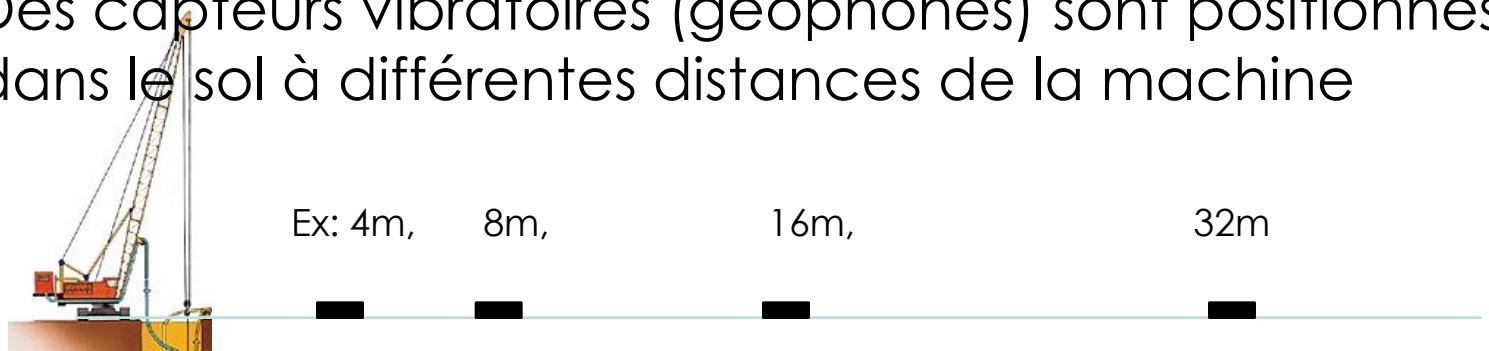 Des capteurs vibratoires (géophones) sont positionnés
dans le sol à différentes distances de la machine
Ex: 4m, 8m, 16m, 32m